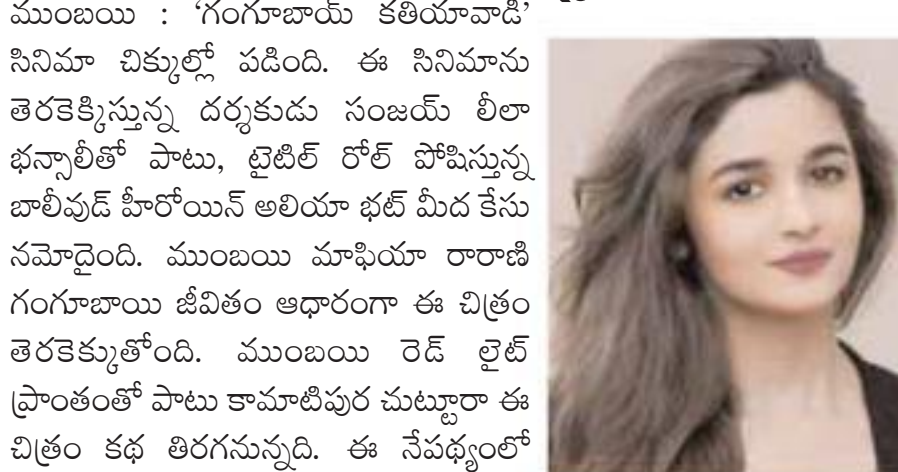 ముంబయి : ‘గంగూబాయ్ కతియావాడి’
సినిమా చిక్కుల్లో పడింది. ఈ సినిమాను
తెరకెక్కిస్తున్న దర్శకుడు సంజయ్ లీలా
భన్సాలీతో పాటు, టైటిల్ రోల్ పోషిస్తున్న
బాలీవుడ్ హీరోయిన్ అలియా భట్ మీద కేసు
నమోదైంది. ముంబయి మాఫియా రారాణి
గంగూబాయి జీవితం ఆధారంగా ఈ చిత్రం
తెరకెక్కుతోంది. ముంబయి రెడ్ లైట్
ప్రాంతంతో పాటు కామాటిపుర చుట్టూరా ఈ
చిత్రం కథ తిరగనున్నది. ఈ నేపథ్యంలో